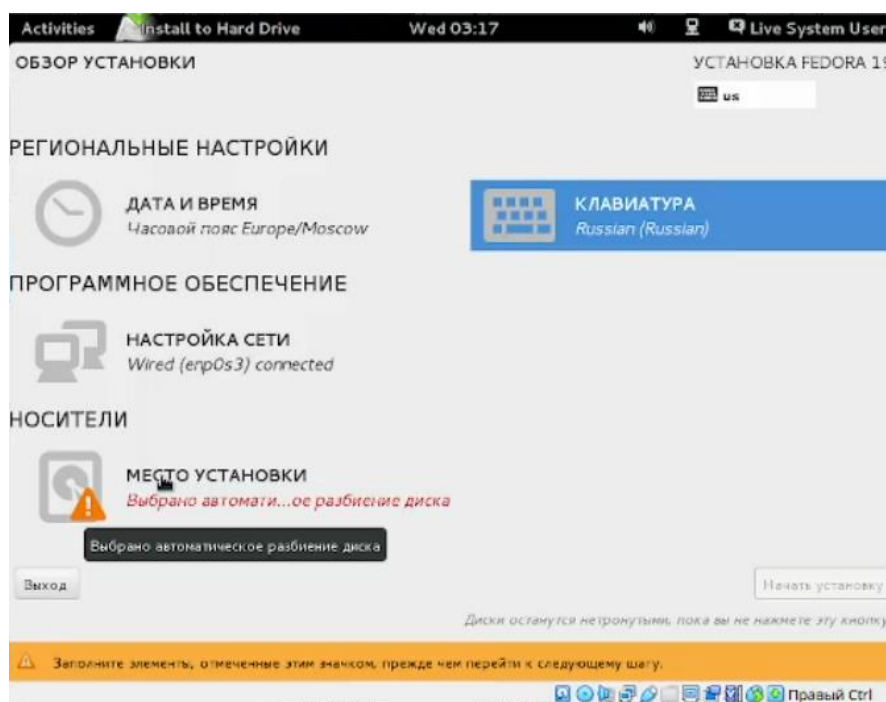 Activities Install to Hard Drive Wed 03:17 Live System User
ОБЗОР УСТАНОВКИ
УСТАНОВКА FEDORA 19
us
РЕГИОНАЛЬНЫЕ НАСТРОЙКИ
ДАТА И ВРЕМЯ
Часовой пояс Europe/Moscow
КЛАВИАТУРА
Russian (Russian)
ПРОГРАММНОЕ ОБЕСПЕЧЕНИЕ
НАСТРОЙКА СЕТИ
Wired (enp0s3) connected
НОСИТЕЛИ
МЕСТО УСТАНОВКИ
Выбрано автомати...ое разбиение диска
Выбрано автоматическое разбиение диска
Выход
Начать установку
Диски останутся нетронутыми, пока вы не нажмете эту кнопку
Заполните элементы, отмеченные этим значком, прежде чем перейти к следующему шагу.
Правый Ctrl